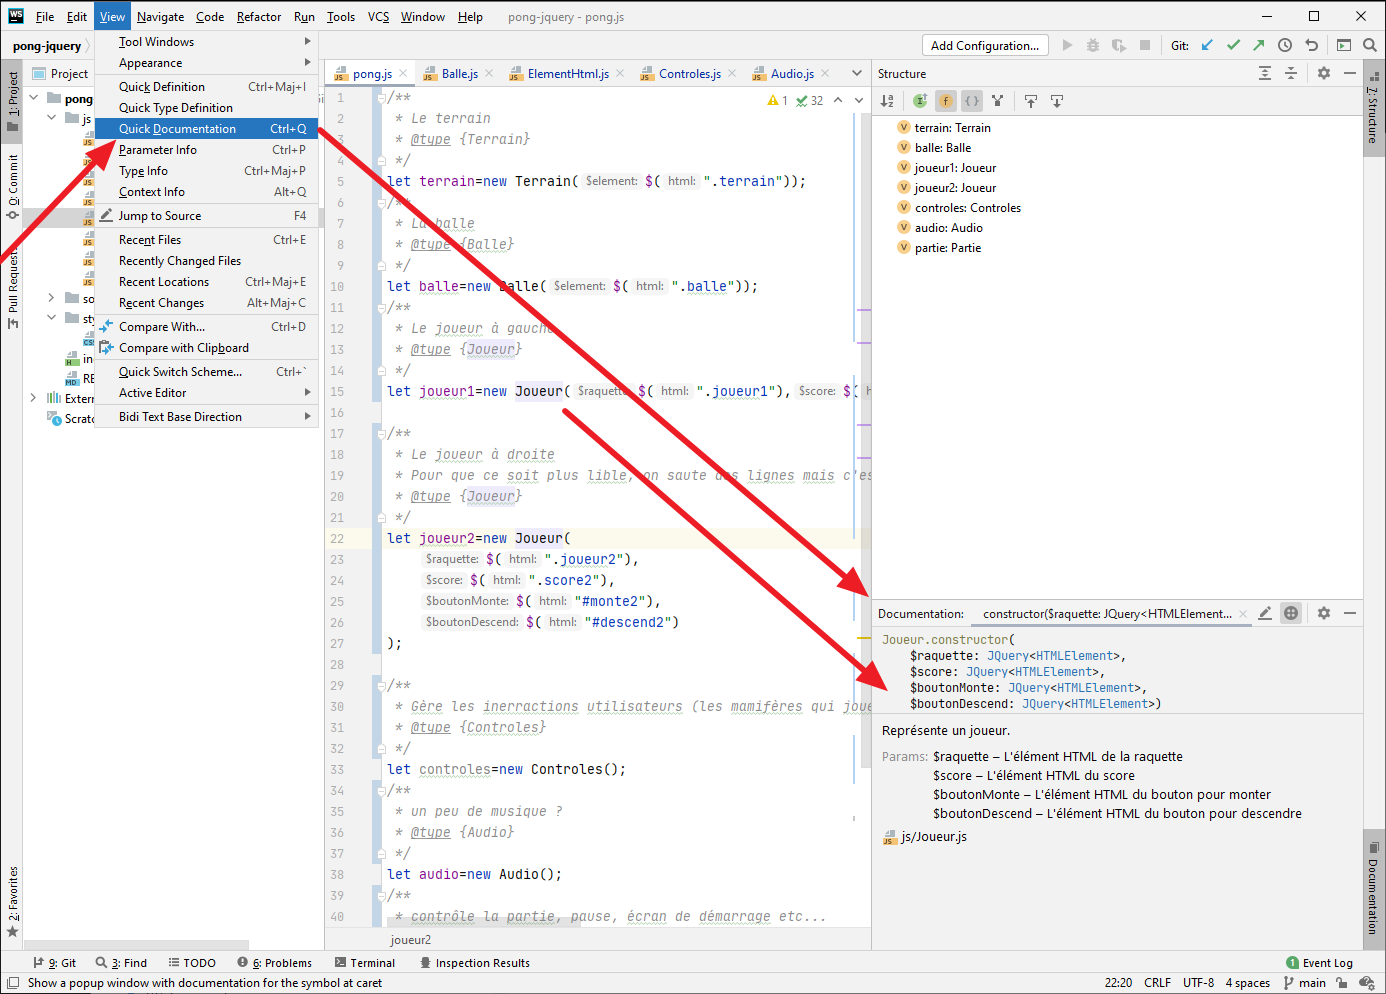 WS File Edit View Navigate Code Refactor Run Tools VCS Window Help pong-jquery - pong.js
pong-jquery Add Configuration... Git:
Tool Windows
Appearance
Quick Definition Ctrl+Maj+I
Quick Type Definition
Quick Documentation Ctrl+Q
Parameter Info Ctrl+P
Type Info Ctrl+Maj+P
Context Info Alt+Q
Jump to Source F4
Recent Files Ctrl+E
Recently Changed Files
Recent Locations Ctrl+Maj+E
Recent Changes Alt+Maj+C
Compare With... Ctrl+D
Compare with Clipboard
Quick Switch Scheme... Ctrl+`
Active Editor
Bidi Text Base Direction
1: Project
0: Commit
Pull Requests
2: Favorites
Project
pong-
js
so
sty
in
RE
Extern
Scratc
pong.js Balle.js ElementHtml.js Controles.js Audio.js
1 32
1 /**
2 * Le terrain
3 * @type {Terrain}
4 */
5 let terrain=new Terrain( $element: $( html: ".terrain"));
6 /**
7 * La balle
8 * @type {Balle}
9 */
10 let balle=new Balle( $element: $( html: ".balle"));
11 /**
12 * Le joueur à gauche
13 * @type {Joueur}
14 */
15 let joueur1=new Joueur( $raquette: $( html: ".joueur1"), $score: $( h
16
17 /**
18 * Le joueur à droite
19 * Pour que ce soit plus lible, on saute des lignes mais c'es
20 * @type {Joueur}
21 */
22 let joueur2=new Joueur(
23 $raquette: $( html: ".joueur2"),
24 $score: $( html: ".score2"),
25 $boutonMonte: $( html: "#monte2"),
26 $boutonDescend: $( html: "#descend2")
27 );
28
29 /**
30 * Gère les inerractions utilisateurs (les mamifères qui joue
31 * @type {Controles}
32 */
33 let controles=new Controles();
34 /**
35 * un peu de musique ?
36 * @type {Audio}
37 */
38 let audio=new Audio();
39 /**
40 * contrôle la partie, pause, écran de démarrage etc...
joueur2
Structure
terrain: Terrain
balle: Balle
joueur1: Joueur
joueur2: Joueur
controles: Controles
audio: Audio
partie: Partie
7: Structure
Documentation: constructor($raquette: JQuery<HTMLElement...
Joueur.constructor(
$raquette: JQuery<HTMLElement>,
$score: JQuery<HTMLElement>,
$boutonMonte: JQuery<HTMLElement>,
$boutonDescend: JQuery<HTMLElement>)
Représente un joueur.
Params: $raquette – L'élément HTML de la raquette
$score – L'élément HTML du score
$boutonMonte – L'élément HTML du bouton pour monter
$boutonDescend – L'élément HTML du bouton pour descendre
js/Joueur.js
Documentation
9: Git 3: Find TODO 6: Problems Terminal Inspection Results 1 Event Log
Show a popup window with documentation for the symbol at caret 22:20 CRLF UTF-8 4 spaces main